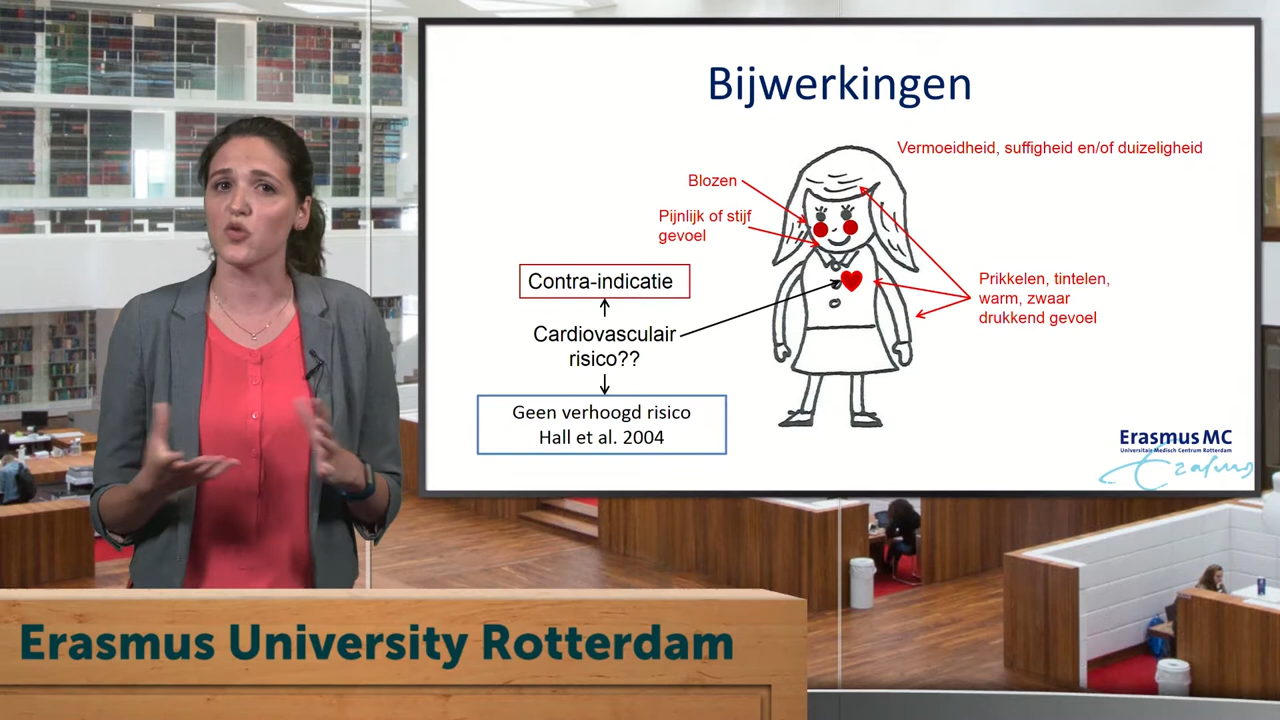 Bijwerkingen
Vermoeidheid, suffigheid en/of duizeligheid
Blozen
Pijnlijk of stijf
gevoel
Contra-indicatie
Prikkelen, tintelen,
warm, zwaar
drukkend gevoel
Cardiovasculair
risico??
Geen verhoogd risico
Hall et al. 2004
Erasmus MC
Universitair Medisch Centrum Rotterdam
Erasmus
Erasmus University Rotterdam